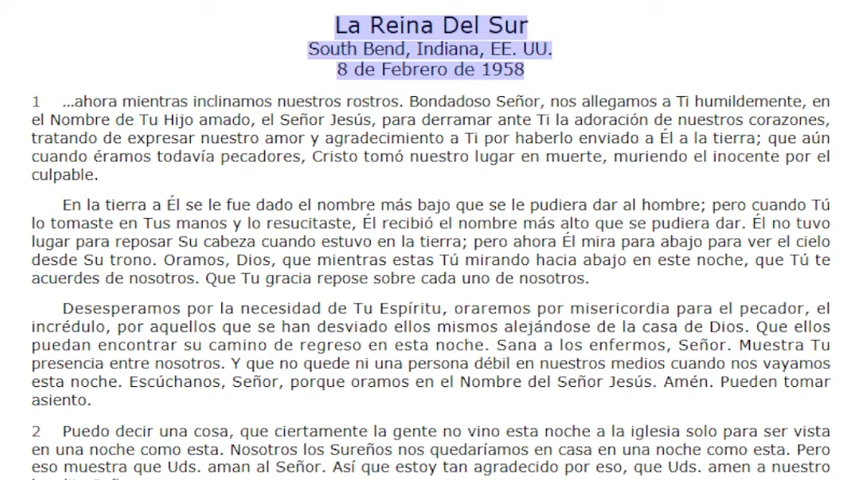 La Reina Del Sur
South Bend, Indiana, EE. UU.
8 de Febrero de 1958
1 ...ahora mientras inclinamos nuestros rostros. Bondadoso Señor, nos allegamos a Ti humildemente, en
el Nombre de Tu Hijo amado, el Señor Jesús, para derramar ante Ti la adoración de nuestros corazones,
tratando de expresar nuestro amor y agradecimiento a Ti por haberlo enviado a Él a la tierra; que aún
cuando éramos todavía pecadores, Cristo tomó nuestro lugar en muerte, muriendo el inocente por el
culpable.
En la tierra a Él se le fue dado el nombre más bajo que se le pudiera dar al hombre; pero cuando Tú
lo tomaste en Tus manos y lo resucitaste, Él recibió el nombre más alto que se pudiera dar. Él no tuvo
lugar para reposar Su cabeza cuando estuvo en la tierra; pero ahora Él mira para abajo para ver el cielo
desde Su trono. Oramos, Dios, que mientras estas Tú mirando hacia abajo en este noche, que Tú te
acuerdes de nosotros. Que Tu gracia repose sobre cada uno de nosotros.
Desesperamos por la necesidad de Tu Espíritu, oraremos por misericordia para el pecador, el
incrédulo, por aquellos que se han desviado ellos mismos alejándose de la casa de Dios. Que ellos
puedan encontrar su camino de regreso en esta noche. Sana a los enfermos, Señor. Muestra Tu
presencia entre nosotros. Y que no quede ni una persona débil en nuestros medios cuando nos vayamos
esta noche. Escúchanos, Señor, porque oramos en el Nombre del Señor Jesús. Amén. Pueden tomar
asiento.
2 Puedo decir una cosa, que ciertamente la gente no vino esta noche a la iglesia solo para ser vista
en una noche como esta. Nosotros los Sureños nos quedaríamos en casa en una noche como esta. Pero
eso muestra que Uds. aman al Señor. Así que estoy tan agradecido por eso, que Uds. amen a nuestro